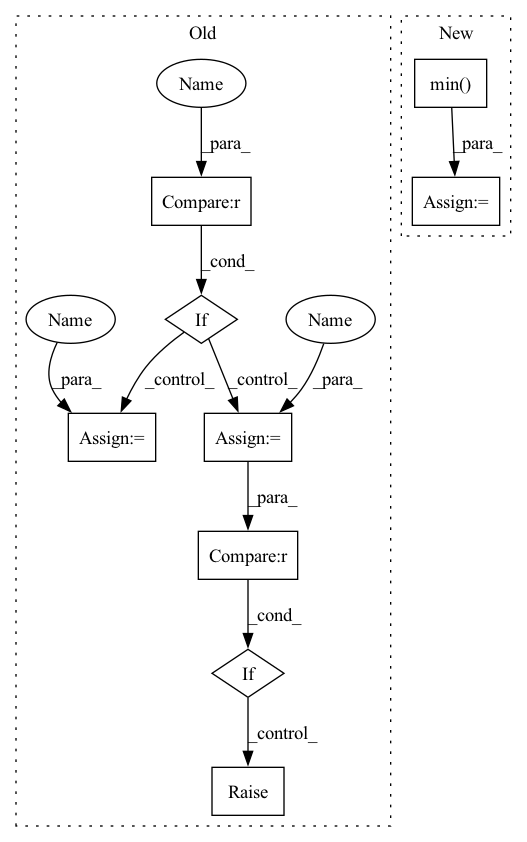 Old
New
Name
min()
_para_
_para_
Compare:r
Assign:=
_cond_
Name
If
Name
_para_
_control_
_control_
_para_
Assign:=
Assign:=
_para_
Compare:r
_cond_
If
_control_
Raise